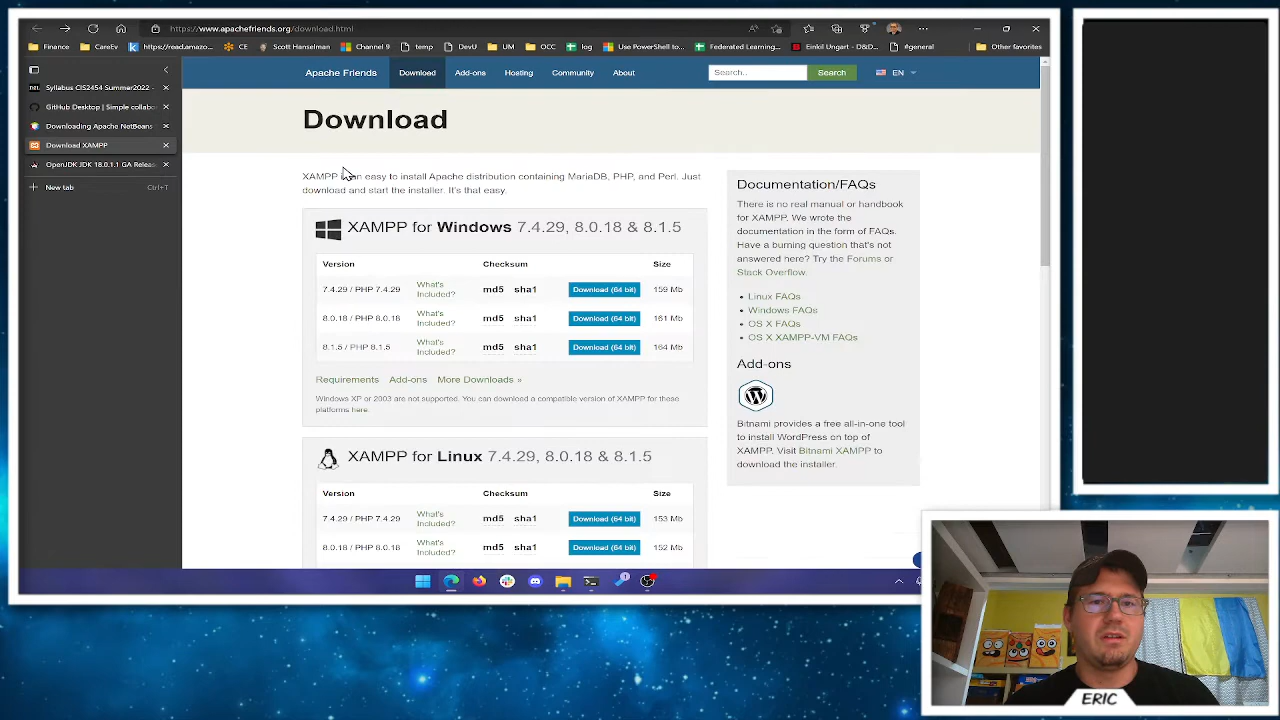 https://www.apachefriends.org/download.html
Finance
CareEv
https://read.amazo...
CE
Scott Hanselman
Channel 9
temp
DevU
UM
OCC
log
Use PowerShell to...
Federated Learning...
Einkil Ungart - D&D...
#general
Other favorites
Syllabus CIS2454 Summer2022 -
GitHub Desktop | Simple collabo
Downloading Apache NetBeans
Download XAMPP
OpenJDK JDK 18.0.1.1 GA Releas
New tab
Ctrl+T
Apache Friends
Download
Add-ons
Hosting
Community
About
Search..
Search
EN
Download
XAMPP is an easy to install Apache distribution containing MariaDB, PHP, and Perl. Just
download and start the installer. It's that easy.
XAMPP for Windows 7.4.29, 8.0.18 & 8.1.5
Version Checksum Size
7.4.29 / PHP 7.4.29 What's Included? md5 sha1 Download (64 bit) 159 Mb
8.0.18 / PHP 8.0.18 What's Included? md5 sha1 Download (64 bit) 161 Mb
8.1.5 / PHP 8.1.5 What's Included? md5 sha1 Download (64 bit) 164 Mb
Requirements Add-ons More Downloads »
Windows XP or 2003 are not supported. You can download a compatible version of XAMPP for these
platforms here.
XAMPP for Linux 7.4.29, 8.0.18 & 8.1.5
Version Checksum Size
7.4.29 / PHP 7.4.29 What's Included? md5 sha1 Download (64 bit) 153 Mb
8.0.18 / PHP 8.0.18 What's Included? md5 sha1 Download (64 bit) 152 Mb
Documentation/FAQs
There is no real manual or handbook
for XAMPP. We wrote the
documentation in the form of FAQs.
Have a burning question that's not
answered here? Try the Forums or
Stack Overflow.
• Linux FAQs
• Windows FAQs
• OS X FAQs
• OS X XAMPP-VM FAQs
Add-ons
Bitnami provides a free all-in-one tool
to install WordPress on top of
XAMPP. Visit Bitnami XAMPP to
download the installer.
ERIC